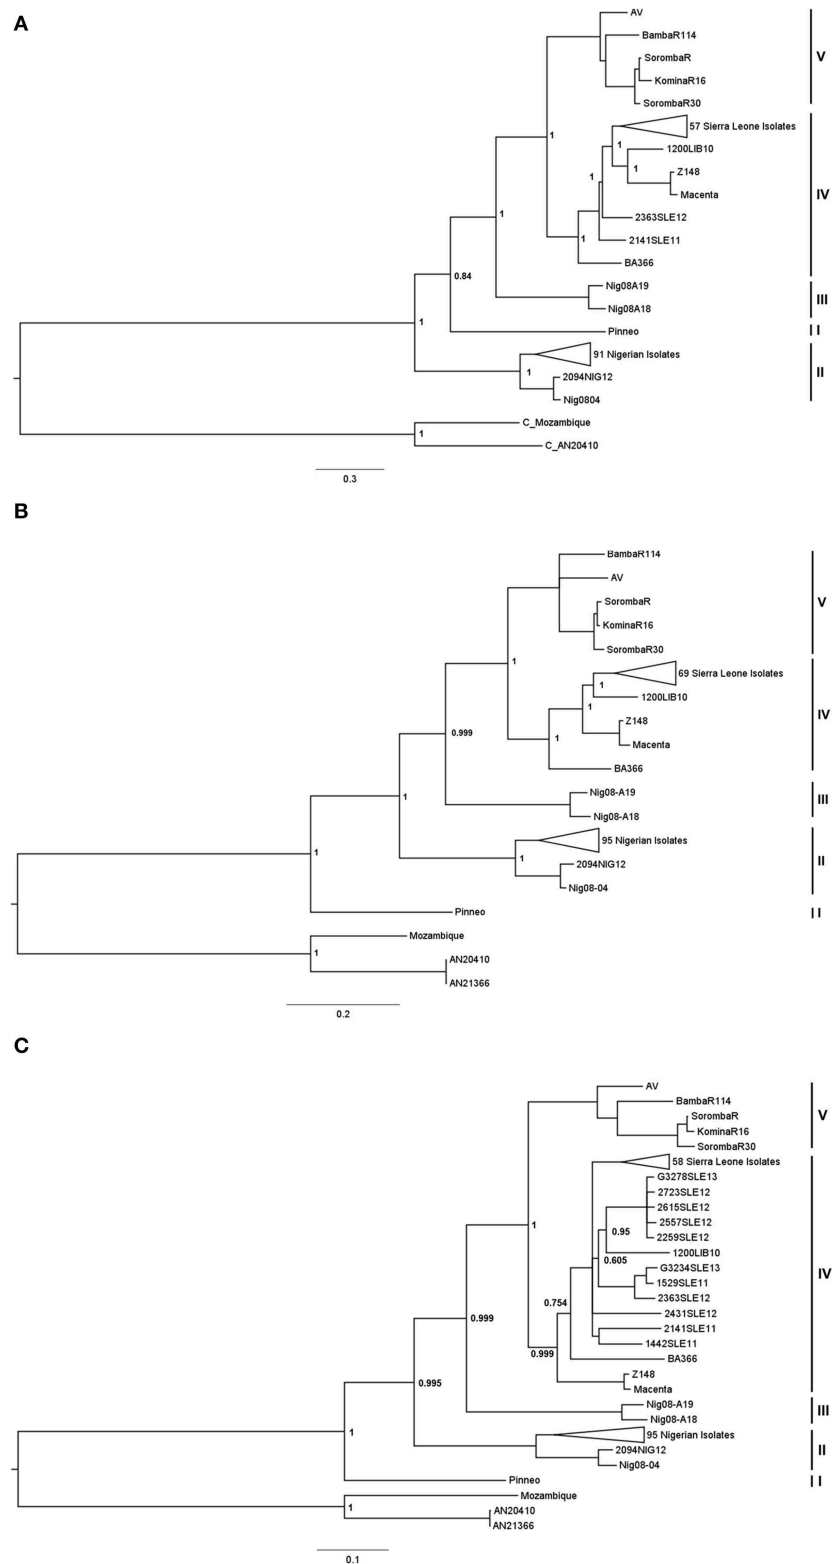 A
AV
BambaR114
V
SorombaR
KominaR16
SorombaR30
57 Sierra Leone Isolates
1
1200LIB10
1
1
Z148
1
Macenta
IV
1
2363SLE12
1
2141SLE11
BA366
0.84
Nig08A19
III
Nig08A18
1
Pinneo
I
91 Nigerian Isolates
1
2094NIG12
II
Nig0804
C_Mozambique
1
C_AN20410
0.3
B
BambaR114
AV
V
SorombaR
KominaR16
SorombaR30
1
69 Sierra Leone Isolates
1
1200LIB10
1
IV
Z148
0.999
1
Macenta
BA366
Nig08-A19
1
III
Nig08-A18
95 Nigerian Isolates
1
1
2094NIG12
II
Nig08-04
Pinneo
I
Mozambique
1
AN20410
AN21366
0.2
C
AV
BambaR114
V
SorombaR
KominaR16
SorombaR30
58 Sierra Leone Isolates
G3278SLE13
2723SLE12
2615SLE12
1
0.95
2557SLE12
2259SLE12
1200LIB10
0.605
G3234SLE13
IV
1529SLE11
2363SLE12
0.754
2431SLE12
0.999
2141SLE11
1442SLE11
0.999
BA366
Z148
0.995
Macenta
Nig08-A19
III
Nig08-A18
1
95 Nigerian Isolates
2094NIG12
II
Nig08-04
Pinneo
I
Mozambique
1
AN20410
AN21366
0.1